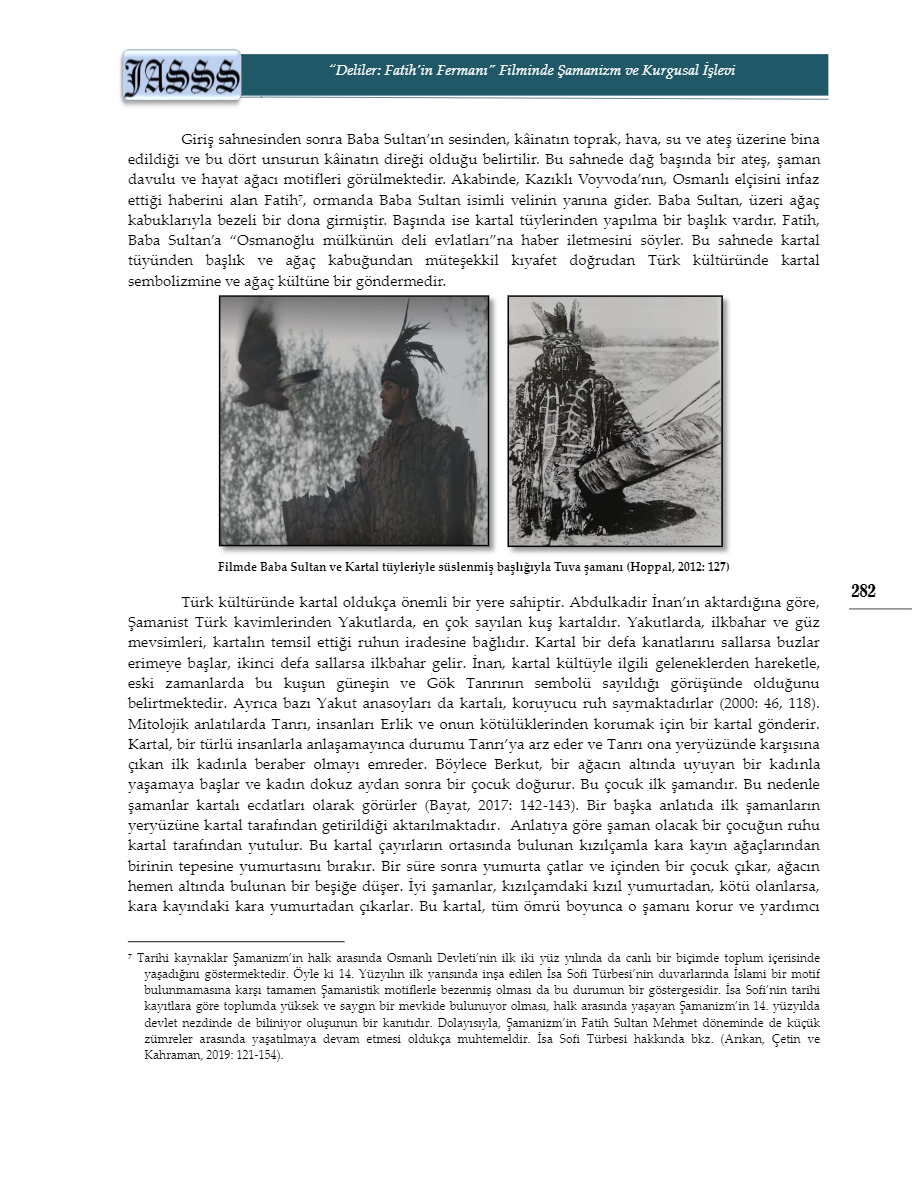 JASSS
“Deliler: Fatih’in Fermanı” Filminde Şamanizm ve Kurgusal İşlevi
Giriş sahnesinden sonra Baba Sultan’ın sesinden, kâinatın toprak, hava, su ve ateş üzerine bina
edildiği ve bu dört unsurun kâinatın direği olduğu belirtilir. Bu sahnede dağ başında bir ateş, şaman
davulu ve hayat ağacı motifleri görülmektedir. Akabinde, Kazıklı Voyvoda’nın, Osmanlı elçisini infaz
ettiği haberini alan Fatih⁷, ormanda Baba Sultan isimli velinin yanına gider. Baba Sultan, üzeri ağaç
kabuklarıyla bezeli bir dona girmiştir. Başında ise kartal tüylerinden yapılma bir başlık vardır. Fatih,
Baba Sultan’a “Osmanoğlu mülkünün deli evlatları”na haber iletmesini söyler. Bu sahnede kartal
tüyünden başlık ve ağaç kabuğundan müteşekkil kıyafet doğrudan Türk kültüründe kartal
sembolizmine ve ağaç kültüne bir göndermedir.
Filmde Baba Sultan ve Kartal tüyleriyle süslenmiş başlığıyla Tuva şamanı (Hoppal, 2012: 127)
282
Türk kültüründe kartal oldukça önemli bir yere sahiptir. Abdulkadir İnan’ın aktardığına göre,
Şamanist Türk kavimlerinden Yakutlarda, en çok sayılan kuş kartaldır. Yakutlarda, ilkbahar ve güz
mevsimleri, kartalın temsil ettiği ruhun iradesine bağlıdır. Kartal bir defa kanatlarını sallarsa buzlar
erimeye başlar, ikinci defa sallarsa ilkbahar gelir. İnan, kartal kültüyle ilgili geleneklerden hareketle,
eski zamanlarda bu kuşun güneşin ve Gök Tanrının sembolü sayıldığı görüşünde olduğunu
belirtmektedir. Ayrıca bazı Yakut anasoyları da kartalı, koruyucu ruh saymaktadırlar (2000: 46, 118).
Mitolojik anlatılarda Tanrı, insanları Erlik ve onun kötülüklerinden korumak için bir kartal gönderir.
Kartal, bir türlü insanlarla anlaşamayınca durumu Tanrı’ya arz eder ve Tanrı ona yeryüzünde karşısına
çıkan ilk kadınla beraber olmayı emreder. Böylece Berkut, bir ağacın altında uyuyan bir kadınla
yaşamaya başlar ve kadın dokuz aydan sonra bir çocuk doğurur. Bu çocuk ilk şamandır. Bu nedenle
şamanlar kartalı ecdatları olarak görürler (Bayat, 2017: 142-143). Bir başka anlatıda ilk şamanların
yeryüzüne kartal tarafından getirildiği aktarılmaktadır. Anlatıya göre şaman olacak bir çocuğun ruhu
kartal tarafından yutulur. Bu kartal çayırların ortasında bulunan kızılçamla kara kayın ağaçlarından
birinin tepesine yumurtasını bırakır. Bir süre sonra yumurta çatlar ve içinden bir çocuk çıkar, ağacın
hemen altında bulunan bir beşiğe düşer. İyi şamanlar, kızılçamdaki kızıl yumurtadan, kötü olanlarsa,
kara kayındaki kara yumurtadan çıkarlar. Bu kartal, tüm ömrü boyunca o şamanı korur ve yardımcı
⁷ Tarihi kaynaklar Şamanizm’in halk arasında Osmanlı Devleti’nin ilk iki yüz yılında da canlı bir biçimde toplum içerisinde
yaşadığını göstermektedir. Öyle ki 14. Yüzyılın ilk yarısında inşa edilen İsa Sofi Türbesi’nin duvarlarında İslami bir motif
bulunmamasına karşı tamamen Şamanistik motiflerle bezenmiş olması da bu durumun bir göstergesidir. İsa Sofi’nin tarihi
kayıtlara göre toplumda yüksek ve saygın bir mevkide bulunuyor olması, halk arasında yaşayan Şamanizm’in 14. yüzyılda
devlet nezdinde de biliniyor oluşunun bir kanıtıdır. Dolayısıyla, Şamanizm’in Fatih Sultan Mehmet döneminde de küçük
zümreler arasında yaşatılmaya devam etmesi oldukça muhtemeldir. İsa Sofi Türbesi hakkında bkz. (Arıkan, Çetin ve
Kahraman, 2019: 121-154).